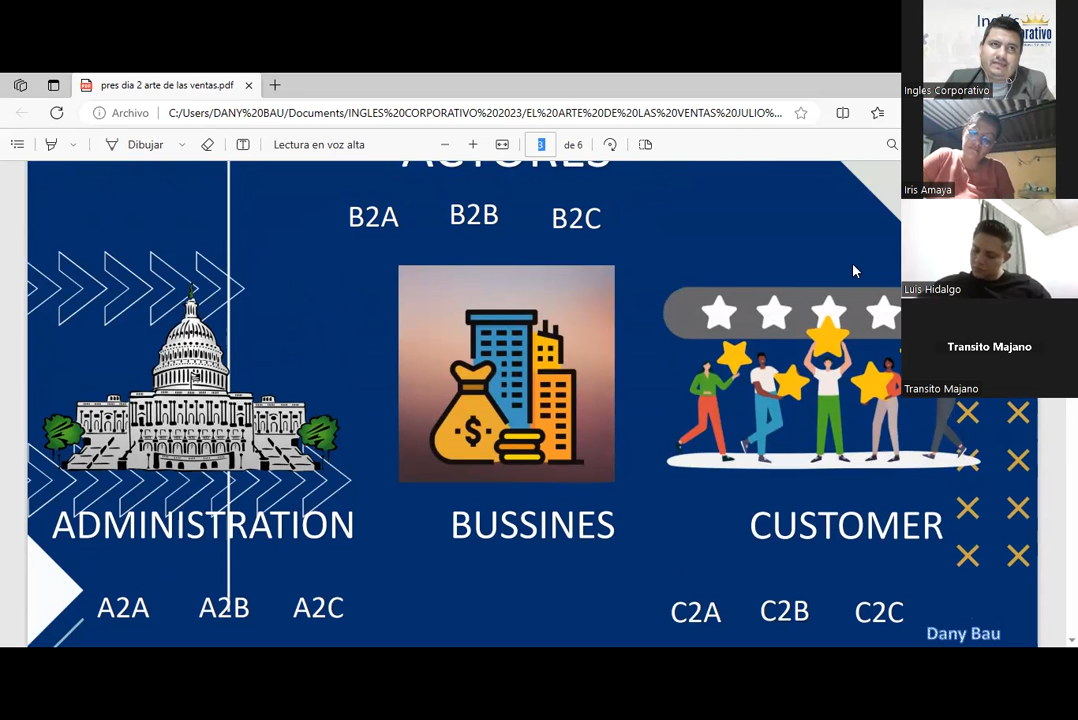 pres dia 2 arte de las ventas.pdf
Archivo
C:/Users/DANY%20BAU/Documents/INGLES%20CORPORATIVO%202023/EL%20ARTE%20DE%20LAS%20VENTAS%20JULIO%...
Dibujar
Lectura en voz alta
3 de 6
ACTORES
B2A B2B B2C
ADMINISTRATION BUSSINES CUSTOMER
A2A A2B A2C
C2A C2B C2C
Dany Bau
Ingles Corporativo
Iris Amaya
Luis Hidalgo
Transito Majano
Transito Majano